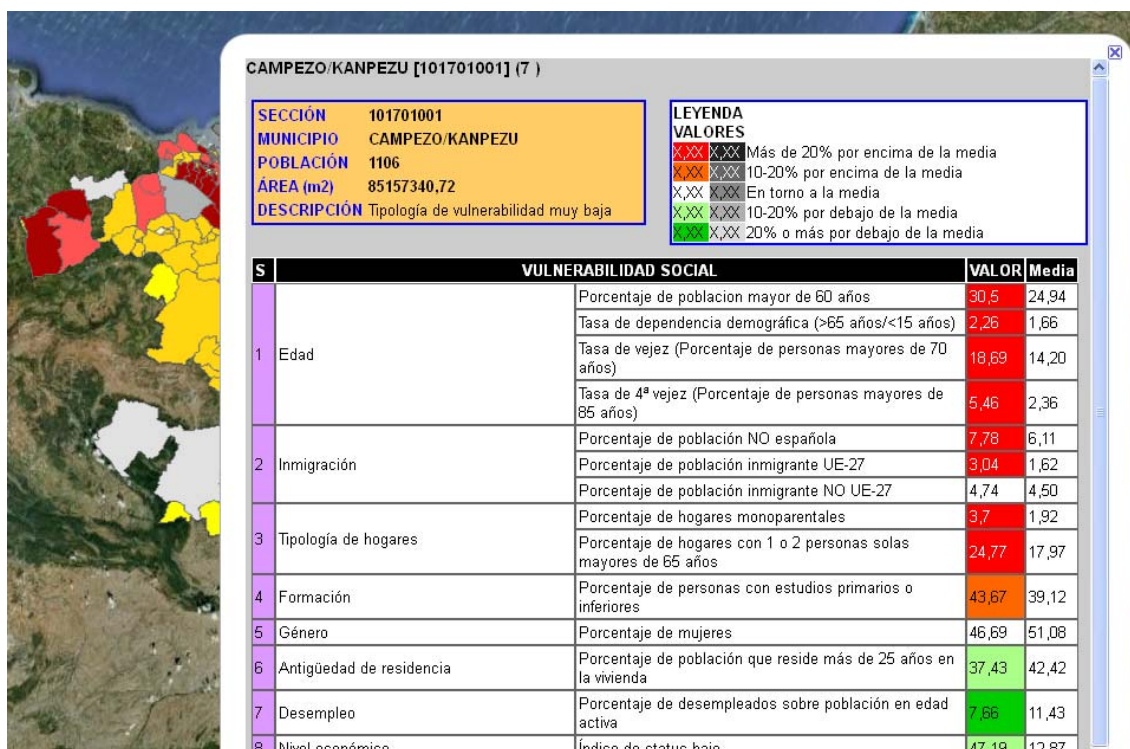 CAMPEZO/KANPEZU [101701001] (7 )
SECCIÓN 101701001
MUNICIPIO CAMPEZO/KANPEZU
POBLACIÓN 1106
ÁREA (m2) 85157340,72
DESCRIPCIÓN Tipología de vulnerabilidad muy baja
LEYENDA
VALORES
X,XX X,XX Más de 20% por encima de la media
X,XX X,XX 10-20% por encima de la media
X,XX X,XX En torno a la media
X,XX X,XX 10-20% por debajo de la media
X,XX X,XX 20% o más por debajo de la media
S VULNERABILIDAD SOCIAL VALOR Media
1 Edad
Porcentaje de poblacion mayor de 60 años 30,5 24,94
Tasa de dependencia demográfica (>65 años/<15 años) 2,26 1,66
Tasa de vejez (Porcentaje de personas mayores de 70
años) 18,69 14,20
Tasa de 4ª vejez (Porcentaje de personas mayores de
85 años) 5,46 2,36
2 Inmigración
Porcentaje de población NO española 7,78 6,11
Porcentaje de población inmigrante UE-27 3,04 1,62
Porcentaje de población inmigrante NO UE-27 4,74 4,50
3 Tipología de hogares
Porcentaje de hogares monoparentales 3,7 1,92
Porcentaje de hogares con 1 o 2 personas solas
mayores de 65 años 24,77 17,97
4 Formación Porcentaje de personas con estudios primarios o
inferiores 43,67 39,12
5 Género Porcentaje de mujeres 46,69 51,08
6 Antigüedad de residencia Porcentaje de población que reside más de 25 años en
la vivienda 37,43 42,42
7 Desempleo Porcentaje de desempleados sobre población en edad
activa 7,66 11,43
8 Nivel económico Índice de status bajo 47,19 12,87